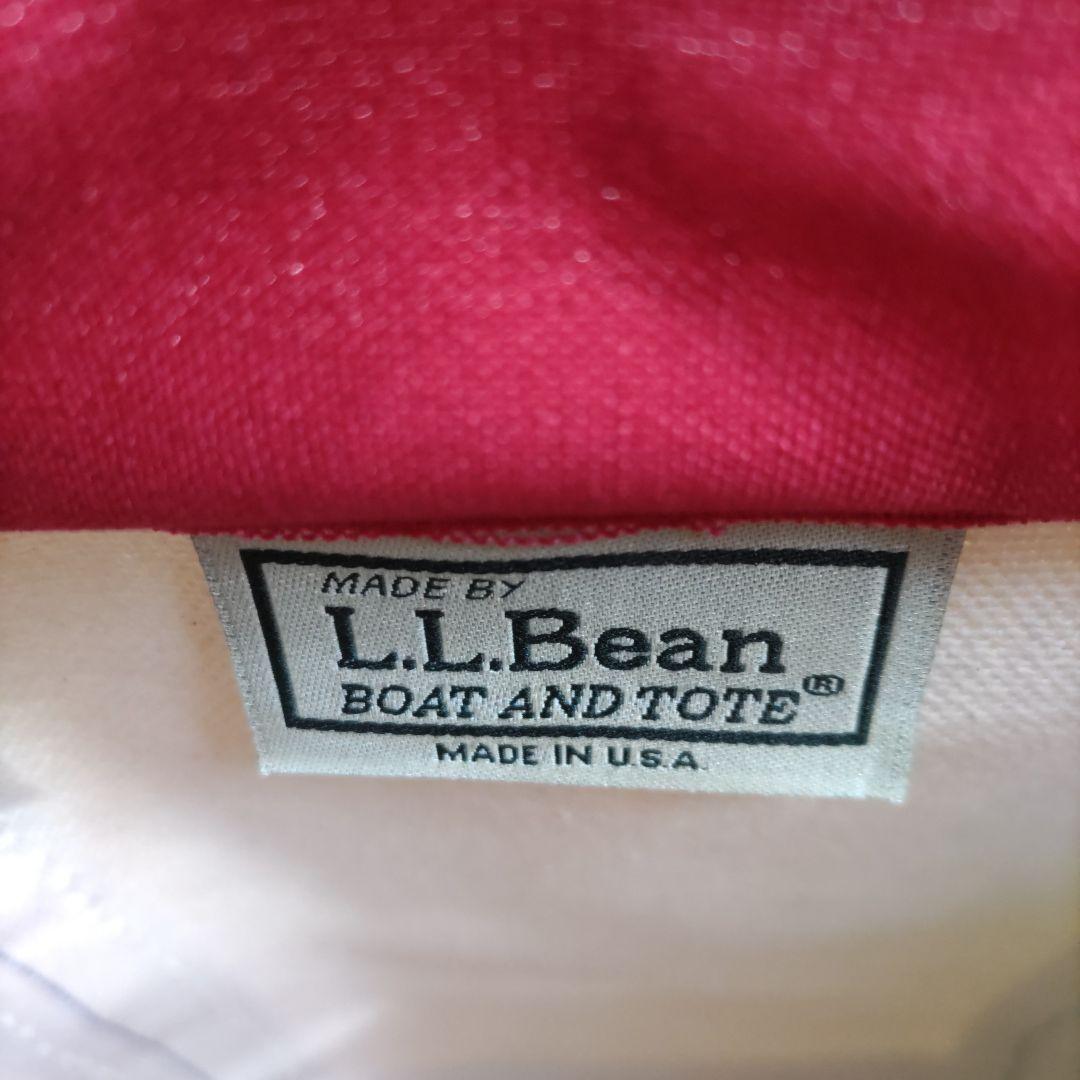 MADE BY
L.L.Bean
BOAT AND TOTE®
MADE IN U.S.A.